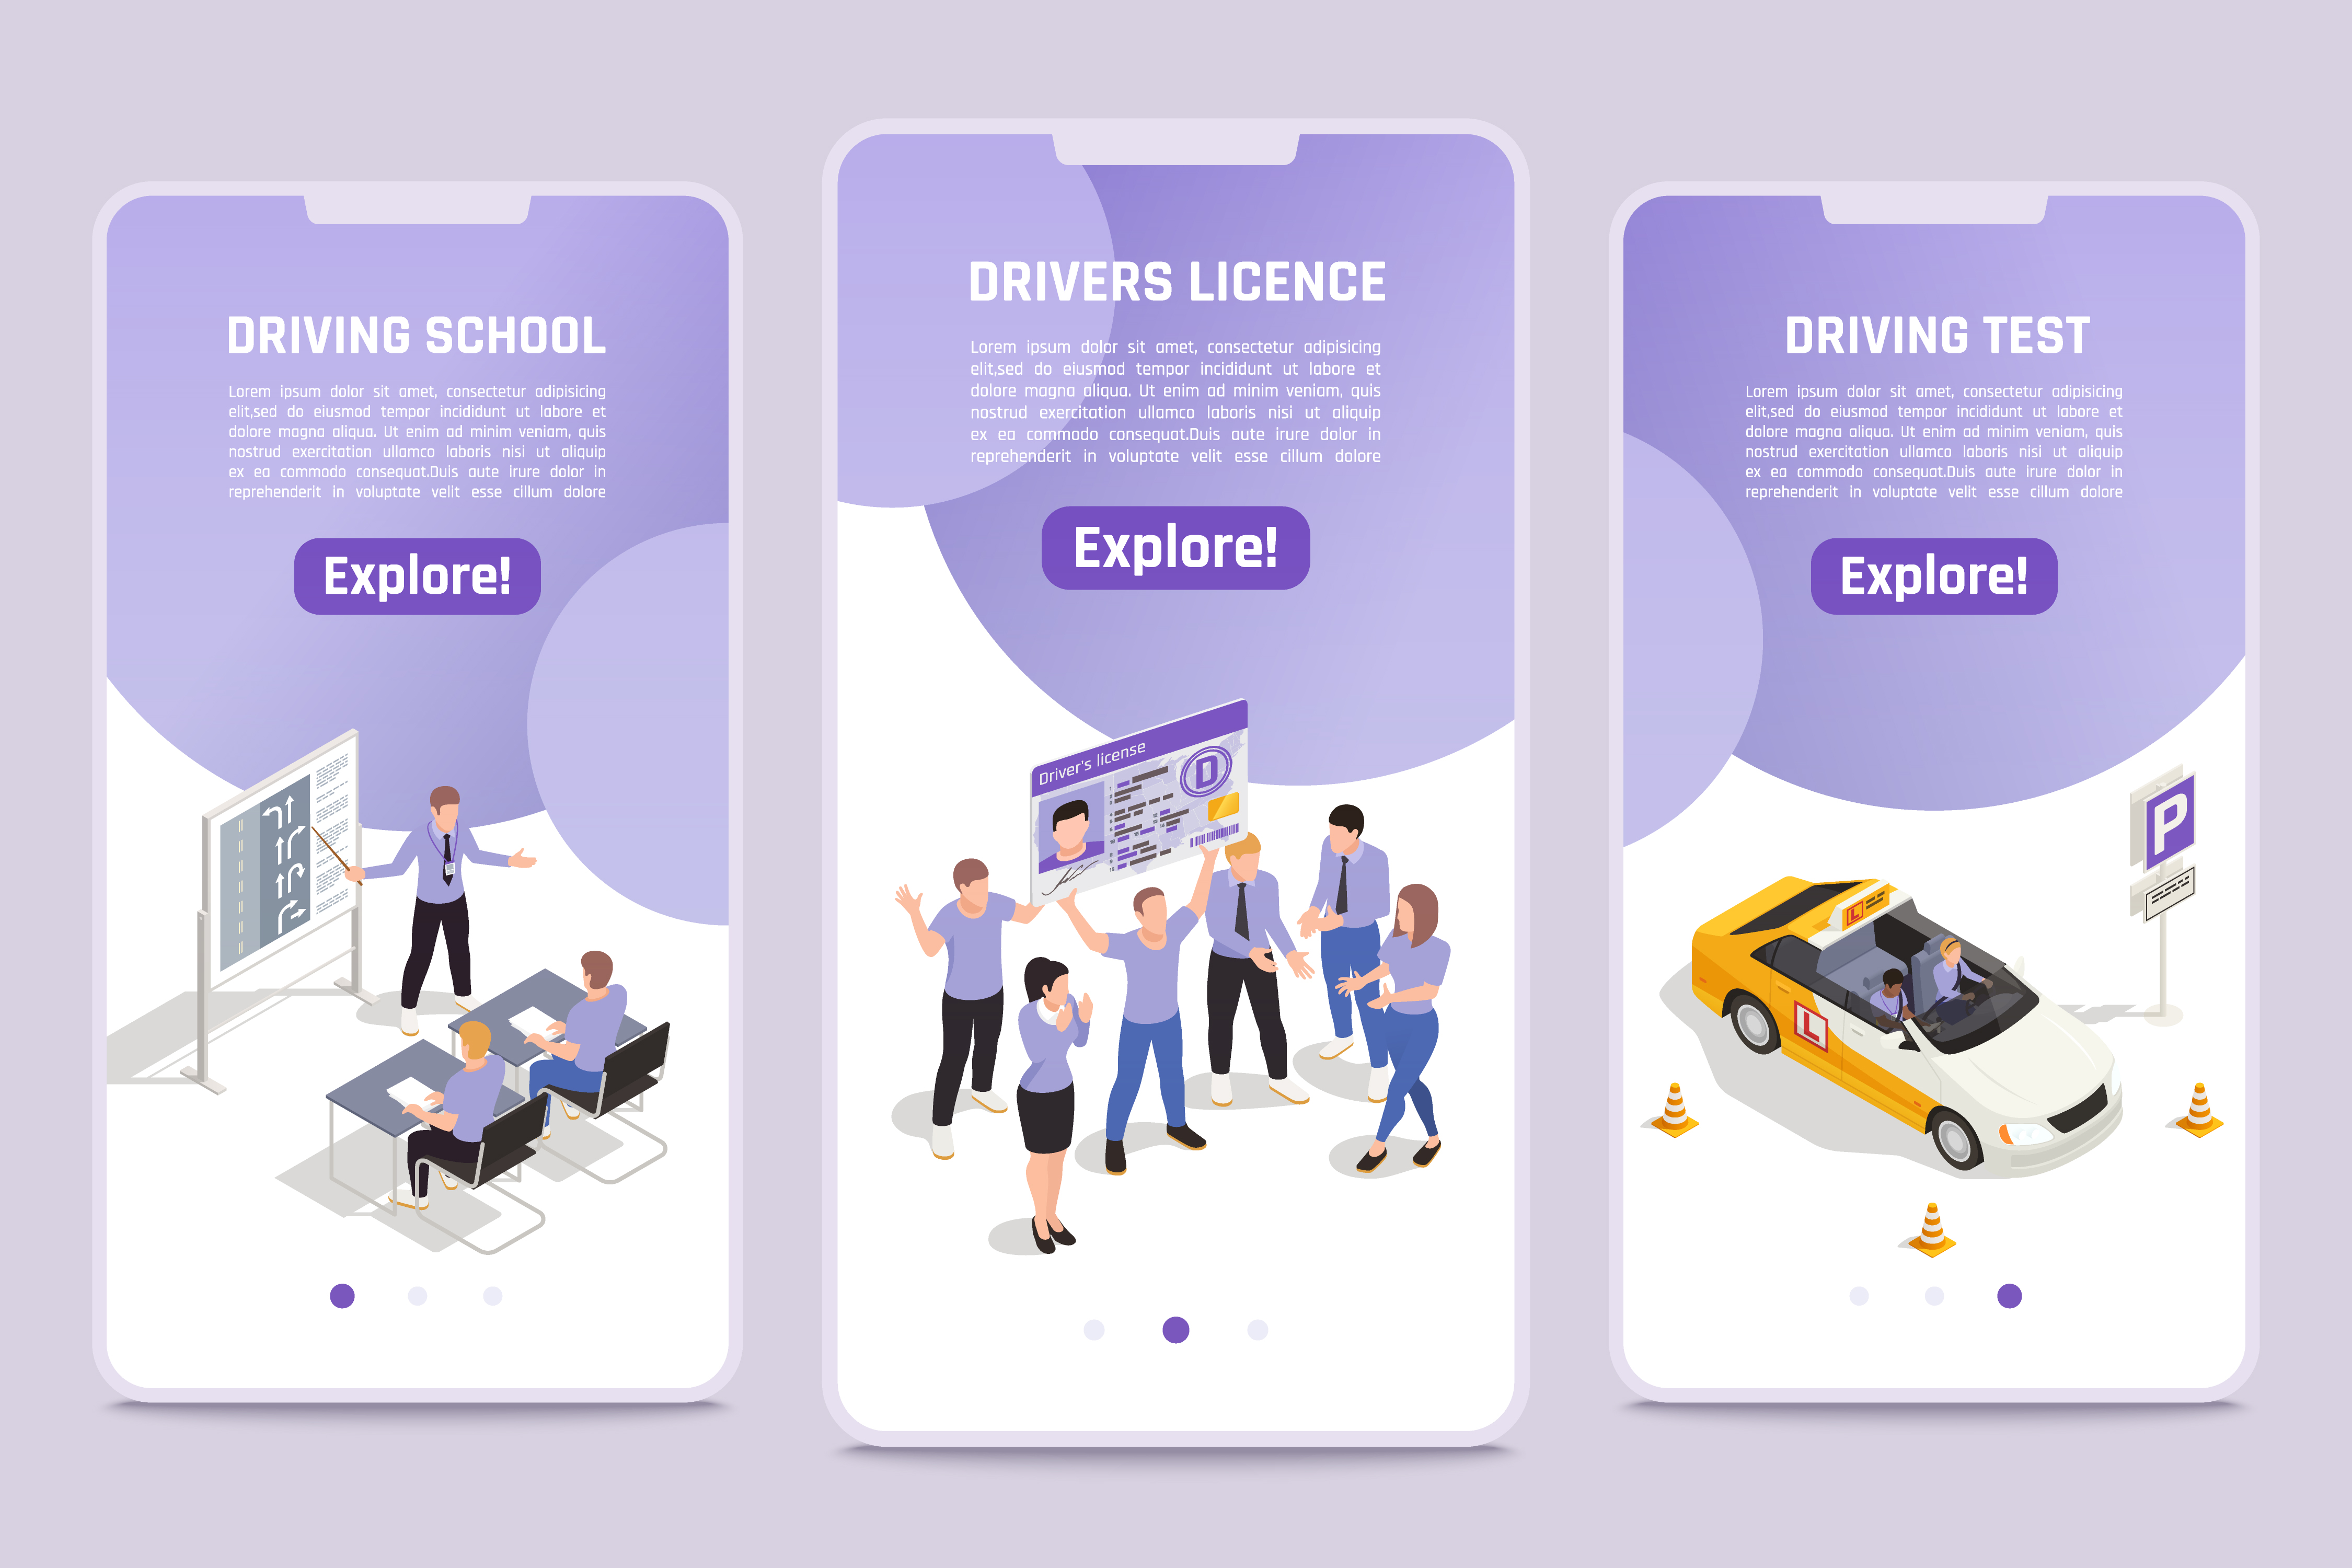 DRIVING SCHOOL
Lorem ipsum dolor sit amet, consectetur adipisicing
elit,sed do eiusmod tempor incididunt ut labore et
dolore magna aliqua. Ut enim ad minim veniam, quis
nostrud exercitation ullamco laboris nisi ut aliquip
ex ea commodo consequat.Duis aute irure dolor in
reprehenderit in voluptate velit esse cillum dolore
Explore!
DRIVERS LICENCE
Lorem ipsum dolor sit amet, consectetur adipisicing
elit,sed do eiusmod tempor incididunt ut labore et
dolore magna aliqua. Ut enim ad minim veniam, quis
nostrud exercitation ullamco laboris nisi ut aliquip
ex ea commodo consequat.Duis aute irure dolor in
reprehenderit in voluptate velit esse cillum dolore
Explore!
Driver's license
D
DRIVING TEST
Lorem ipsum dolor sit amet, consectetur adipisicing
elit,sed do eiusmod tempor incididunt ut labore et
dolore magna aliqua. Ut enim ad minim veniam, quis
nostrud exercitation ullamco laboris nisi ut aliquip
ex ea commodo consequat.Duis aute irure dolor in
reprehenderit in voluptate velit esse cillum dolore
Explore!
P
L
L